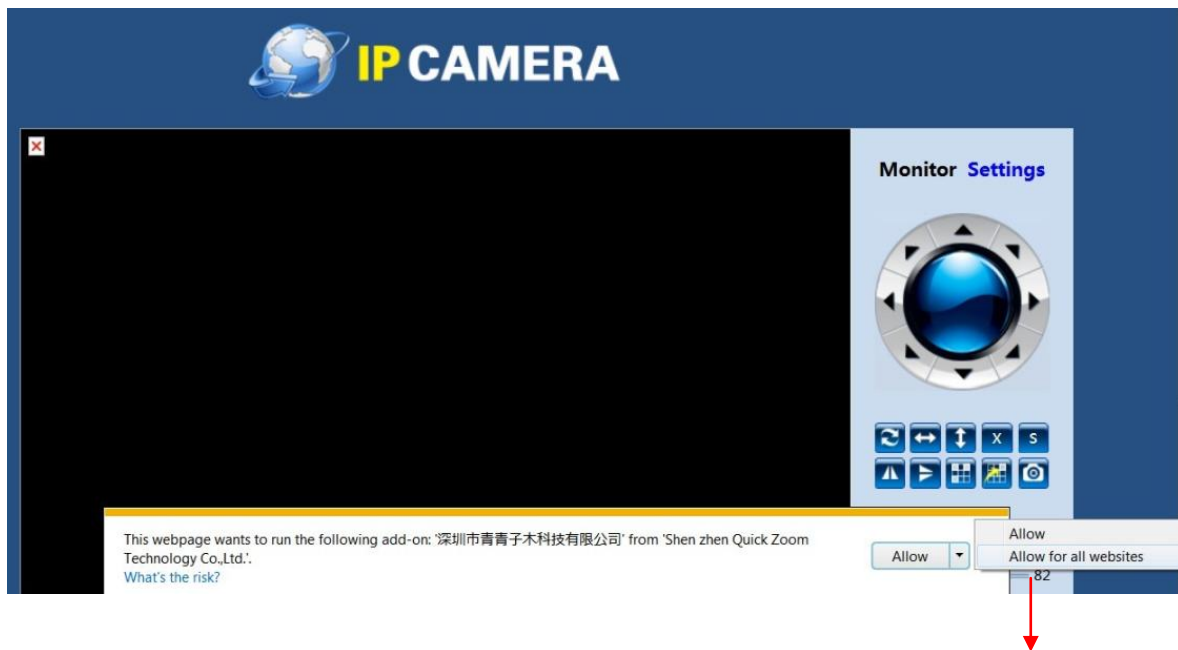 IP CAMERA
Monitor Settings
X S
This webpage wants to run the following add-on: '深圳市青青子木科技有限公司' from 'Shen zhen Quick Zoom
Technology Co.,Ltd.'.
What's the risk?
Allow
Allow
Allow for all websites
82